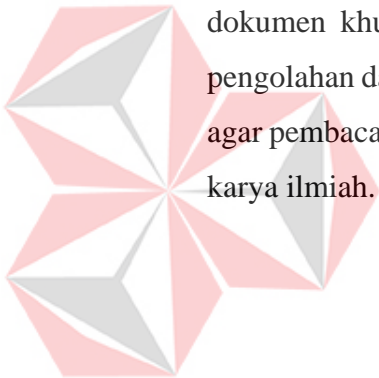 dokumen khu
pengolahan da
agar pembaca
karya ilmiah.